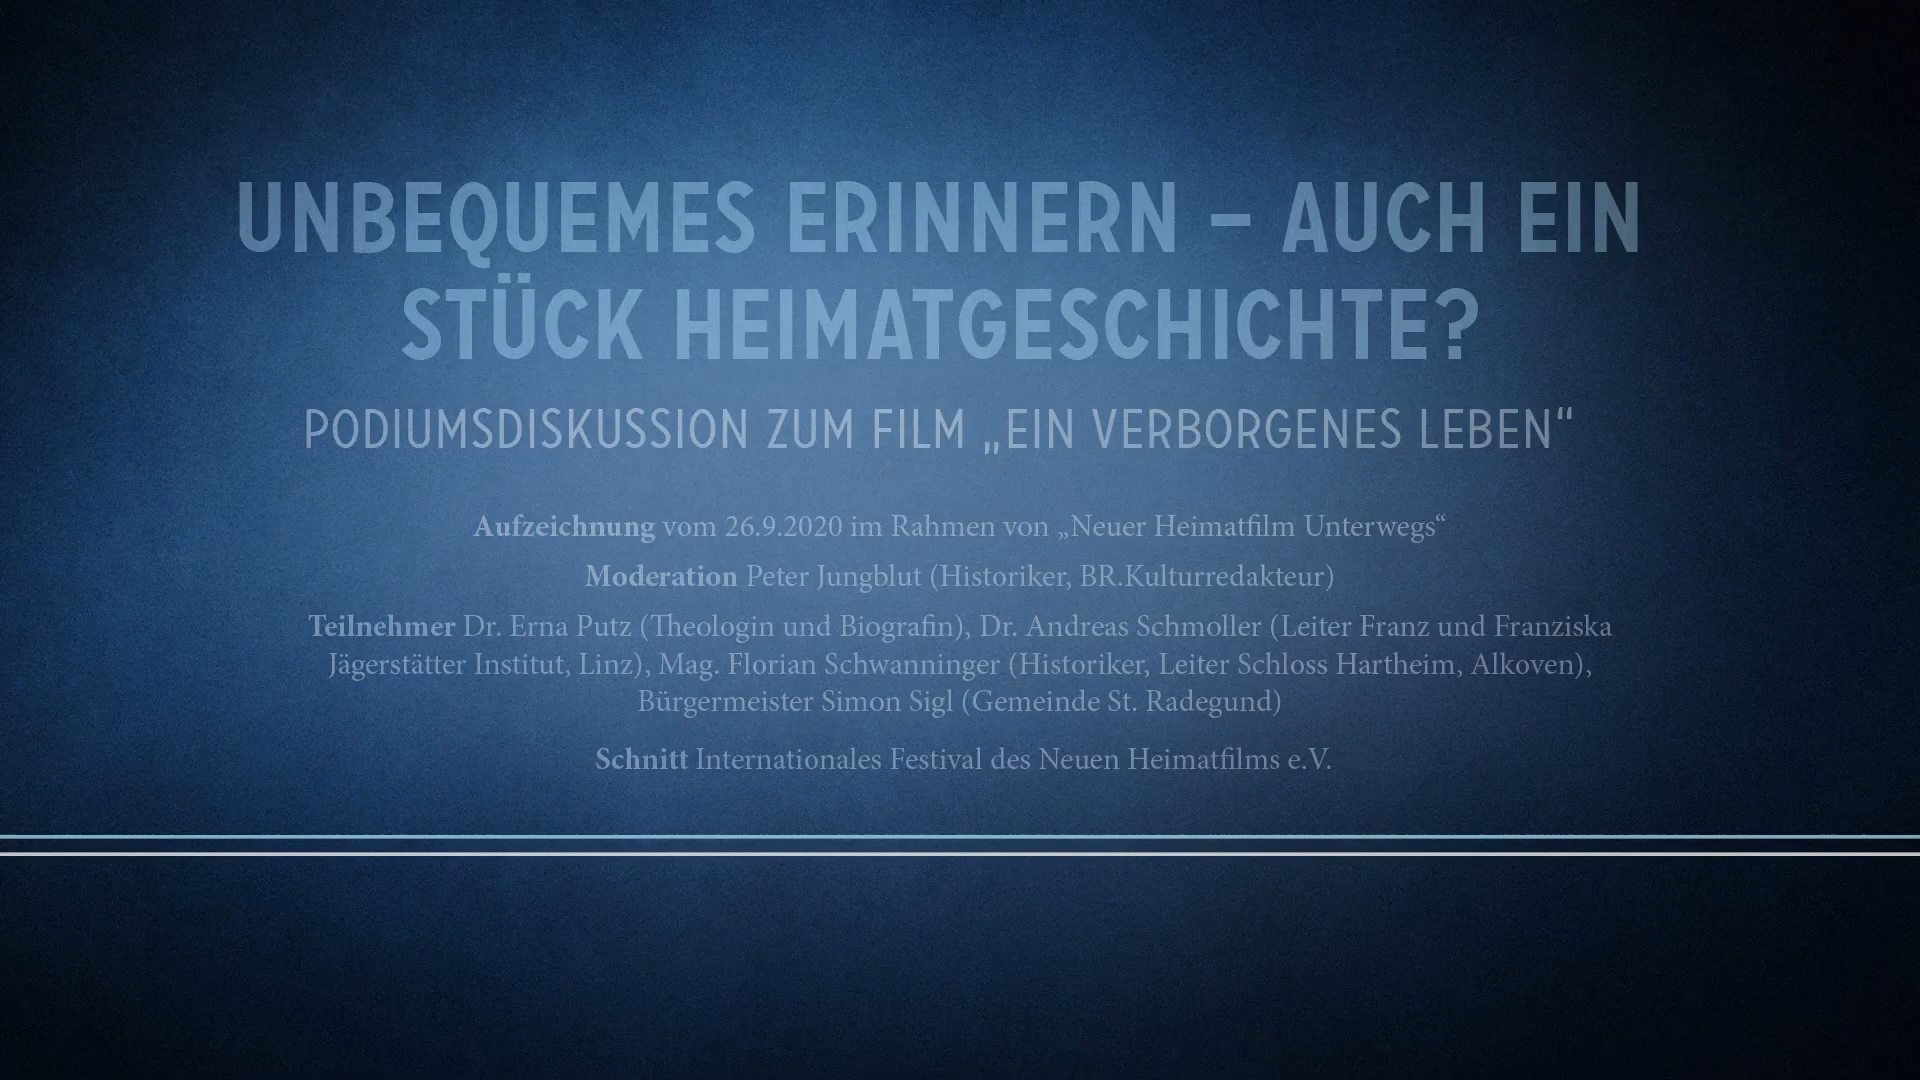 UNBEQUEMES ERINNERN – AUCH EIN
STÜCK HEIMATGESCHICHTE?
PODIUMSDISKUSSION ZUM FILM „EIN VERBORGENES LEBEN“
Aufzeichnung vom 26.9.2020 im Rahmen von „Neuer Heimatfilm Unterwegs“
Moderation Peter Jungblut (Historiker, BR.Kulturredakteur)
Teilnehmer Dr. Erna Putz (Theologin und Biografin), Dr. Andreas Schmoller (Leiter Franz und Franziska
Jägerstätter Institut, Linz), Mag. Florian Schwanninger (Historiker, Leiter Schloss Hartheim, Alkoven),
Bürgermeister Simon Sigl (Gemeinde St. Radegund)
Schnitt Internationales Festival des Neuen Heimatfilms e.V.